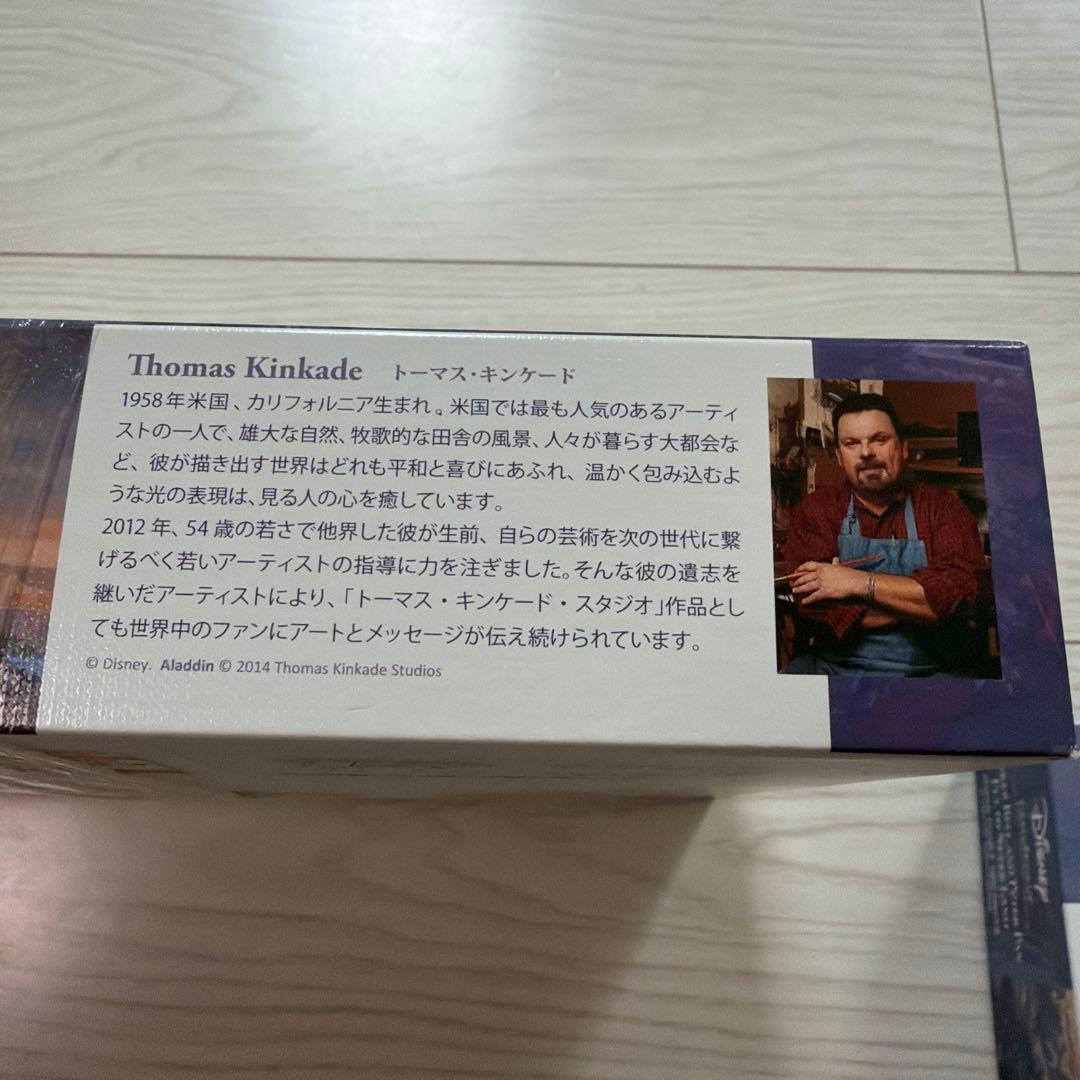 Thomas Kinkade トーマス・キンケード
1958年米国、カリフォルニア生まれ。米国では最も人気のあるアーティ
ストの一人で、雄大な自然、牧歌的な田舎の風景、人々が暮らす大都会な
ど、彼が描き出す世界はどれも平和と喜びにあふれ、温かく包み込むよ
うな光の表現は、見る人の心を癒しています。
2012年、54歳の若さで他界した彼が生前、自らの芸術を次の世代に繋
げるべく若いアーティストの指導に力を注ぎました。そんな彼の遺志を
継いだアーティストにより、「トーマス・キンケード・スタジオ」作品とし
ても世界中のファンにアートとメッセージが伝え続けられています。
© Disney. Aladdin © 2014 Thomas Kinkade Studios
Disney